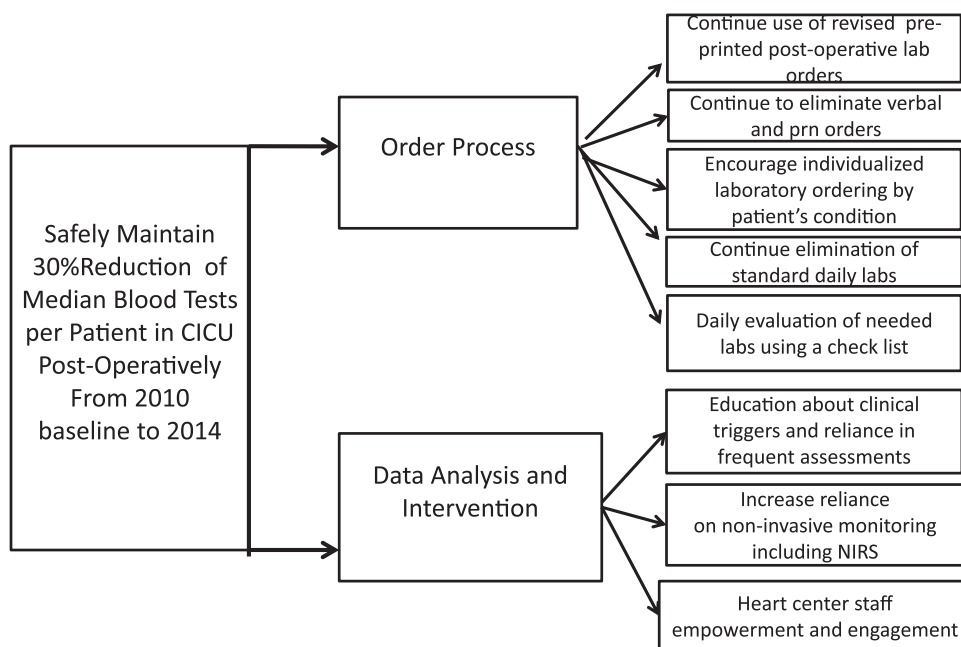 Safely Maintain
30%Reduction of
Median Blood Tests
per Patient in CICU
Post-Operatively
From 2010
baseline to 2014
Order Process
Continue use of revised pre-
printed post-operative lab
orders
Continue to eliminate verbal
and prn orders
Encourage individualized
laboratory ordering by
patient's condition
Continue elimination of
standard daily labs
Daily evaluation of needed
labs using a check list
Data Analysis and
Intervention
Education about clinical
triggers and reliance in
frequent assessments
Increase reliance
on non-invasive monitoring
including NIRS
Heart center staff
empowerment and engagement